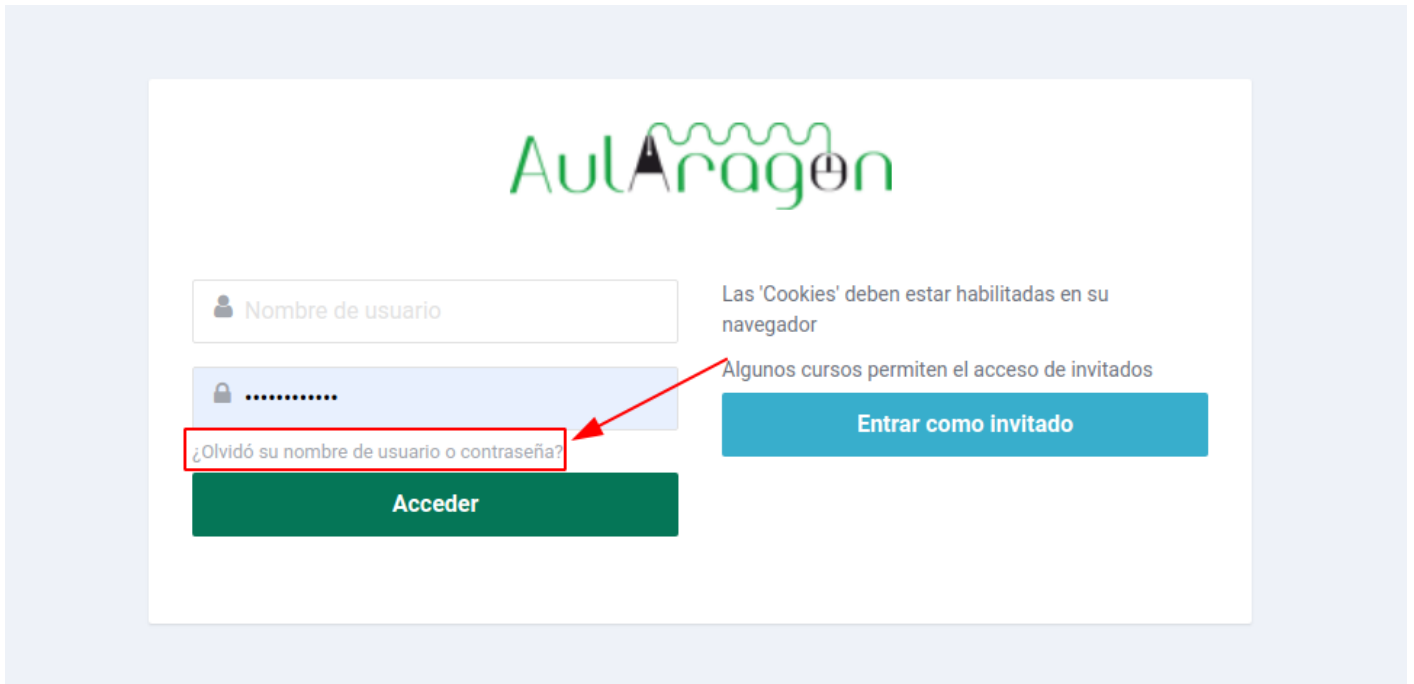 AulAragon
Nombre de usuario
¿Olvidó su nombre de usuario o contraseña?
Acceder
Las 'Cookies' deben estar habilitadas en su
navegador
Algunos cursos permiten el acceso de invitados
Entrar como invitado